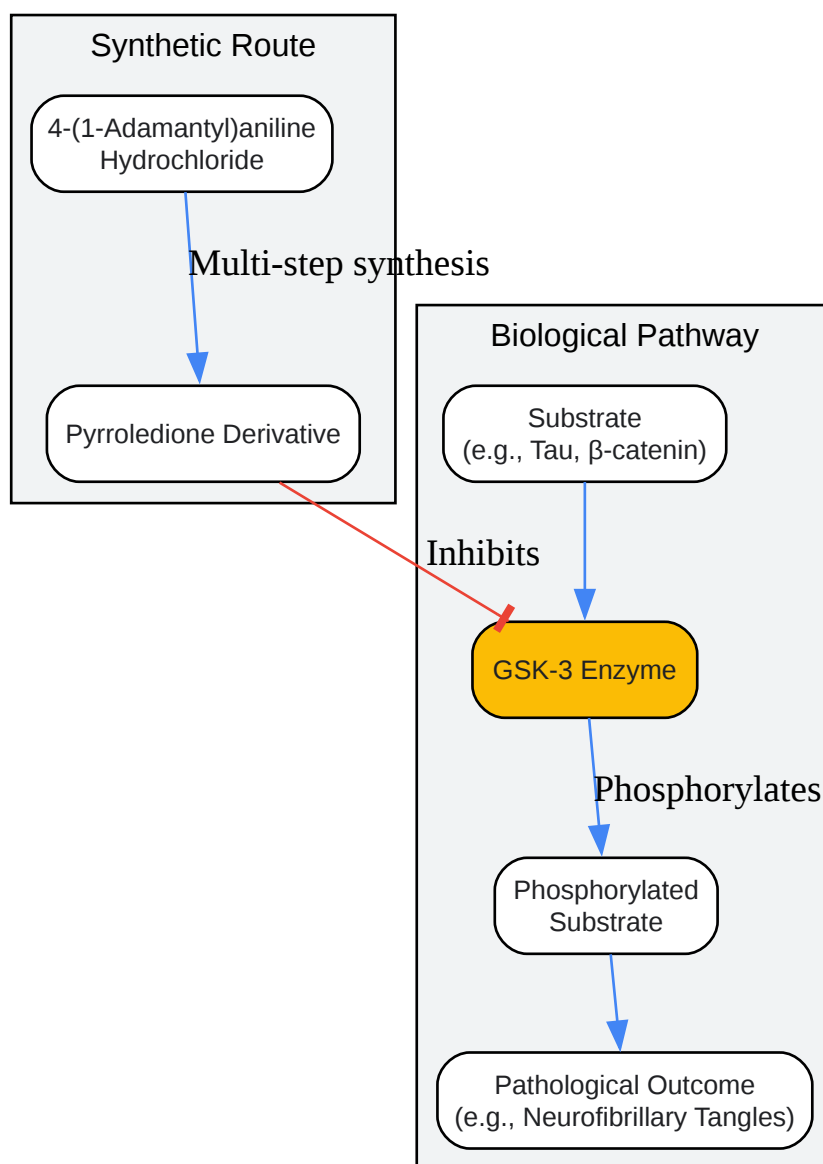 Synthetic Route
4-(1-Adamantyl)aniline
Hydrochloride
Multi-step synthesis
Pyrroledione Derivative
Biological Pathway
Substrate
(e.g., Tau, β-catenin)
Inhibits
GSK-3 Enzyme
Phosphorylates
Phosphorylated
Substrate
Pathological Outcome
(e.g., Neurofibrillary Tangles)